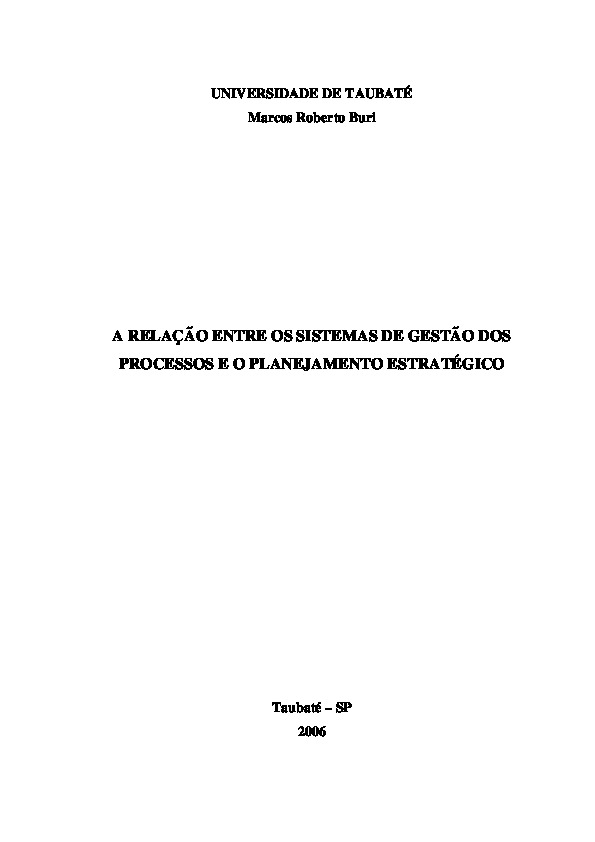 UNIVERSIDADE DE TAUBATÉ
Marcos Roberto Buri
A RELAÇÃO ENTRE OS SISTEMAS DE GESTÃO DOS
PROCESSOS E O PLANEJAMENTO ESTRATÉGICO
Taubaté – SP
2006